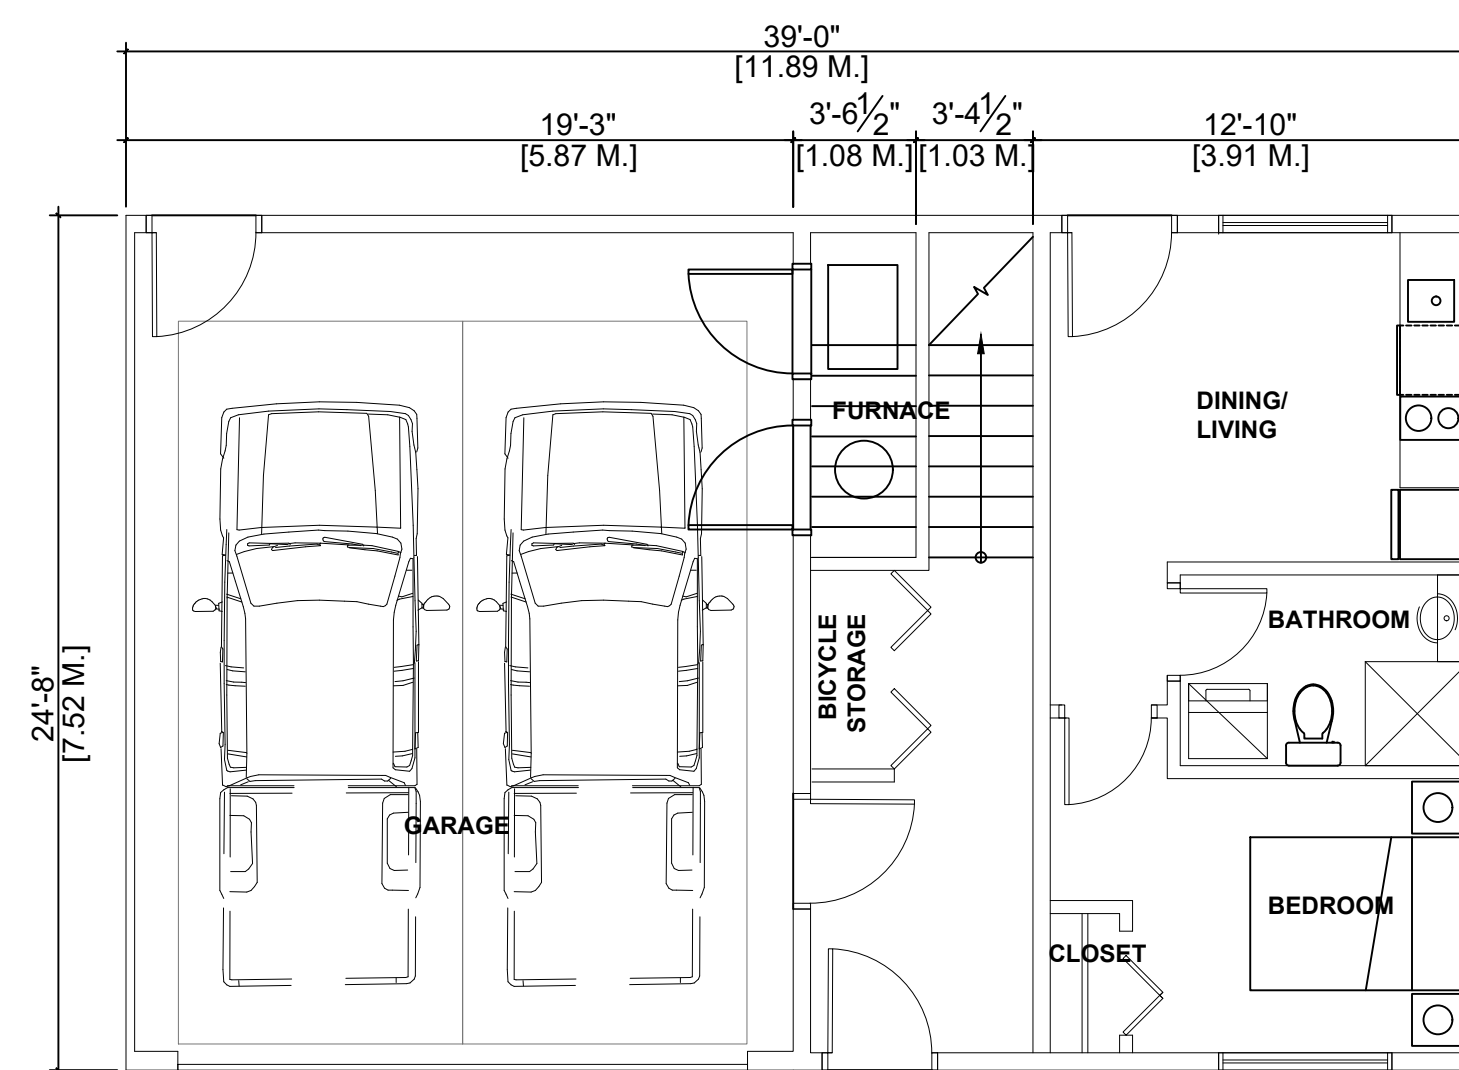 39'-0"
[11.89 M.]
19'-3"
3'-6½"
3'-4½"
12'-10"
[5.87 M.]
[1.08 M.]
[1.03 M.]
[3.91 M.]
24'-8"
[7.52 M.]
FURNACE
DINING/
LIVING
BICYCLE
STORAGE
BATHROOM
GARAGE
BEDROOM
CLOSET